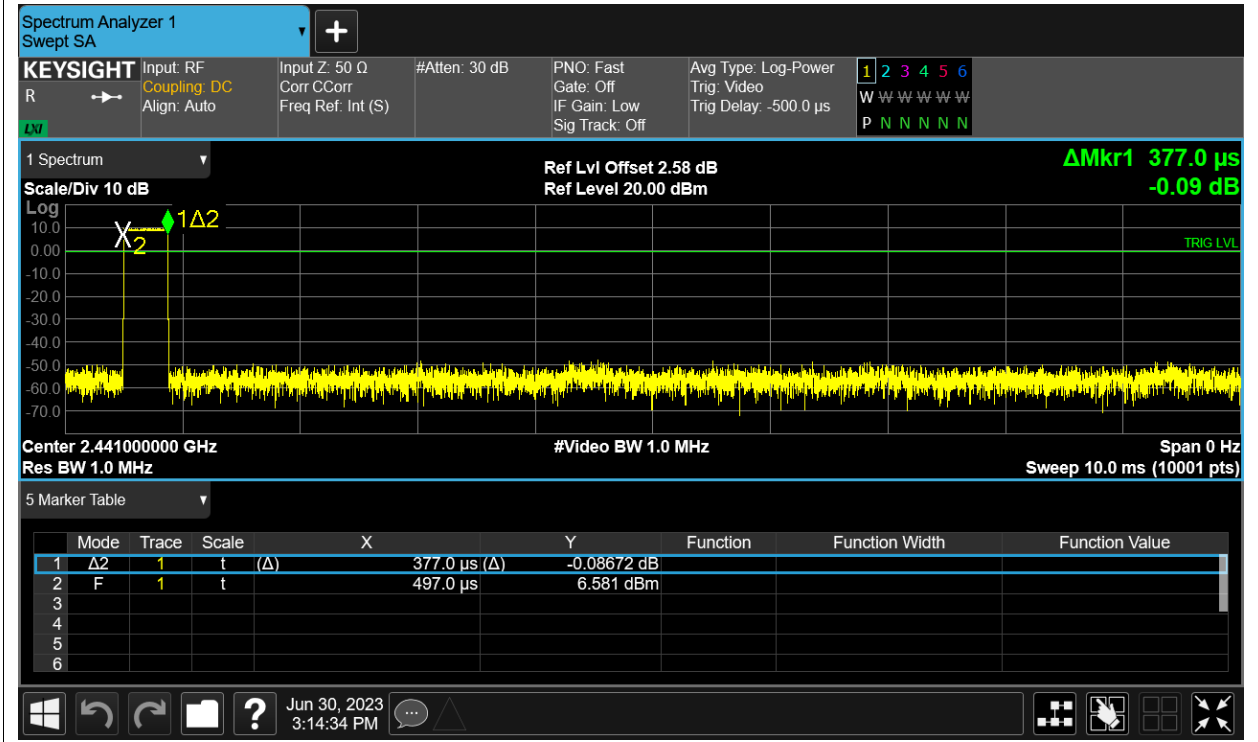 Spectrum Analyzer 1
Swept SA
+
KEYSIGHT Input: RF Input Z: 50 Ω #Atten: 30 dB PNO: Fast Avg Type: Log-Power 1 2 3 4 5 6
R Coupling: DC Corr CCorr Gate: Off Trig: Video W W W W W W
Align: Auto Freq Ref: Int (S) IF Gain: Low Trig Delay: -500.0 µs
LXI Sig Track: Off P N N N N N
1 Spectrum Ref Lvl Offset 2.58 dB ΔMkr1 377.0 µs
Scale/Div 10 dB Ref Level 20.00 dBm -0.09 dB
Log
10.0 X 2 1Δ2
0.00 TRIG LVL
-10.0
-20.0
-30.0
-40.0
-50.0
-60.0
-70.0
Center 2.441000000 GHz #Video BW 1.0 MHz Span 0 Hz
Res BW 1.0 MHz Sweep 10.0 ms (10001 pts)
5 Marker Table
Mode Trace Scale X Y Function Function Width Function Value
1 Δ2 1 t (Δ) 377.0 µs (Δ) -0.08672 dB
2 F 1 t 497.0 µs 6.581 dBm
3
4
5
6
? Jun 30, 2023
3:14:34 PM